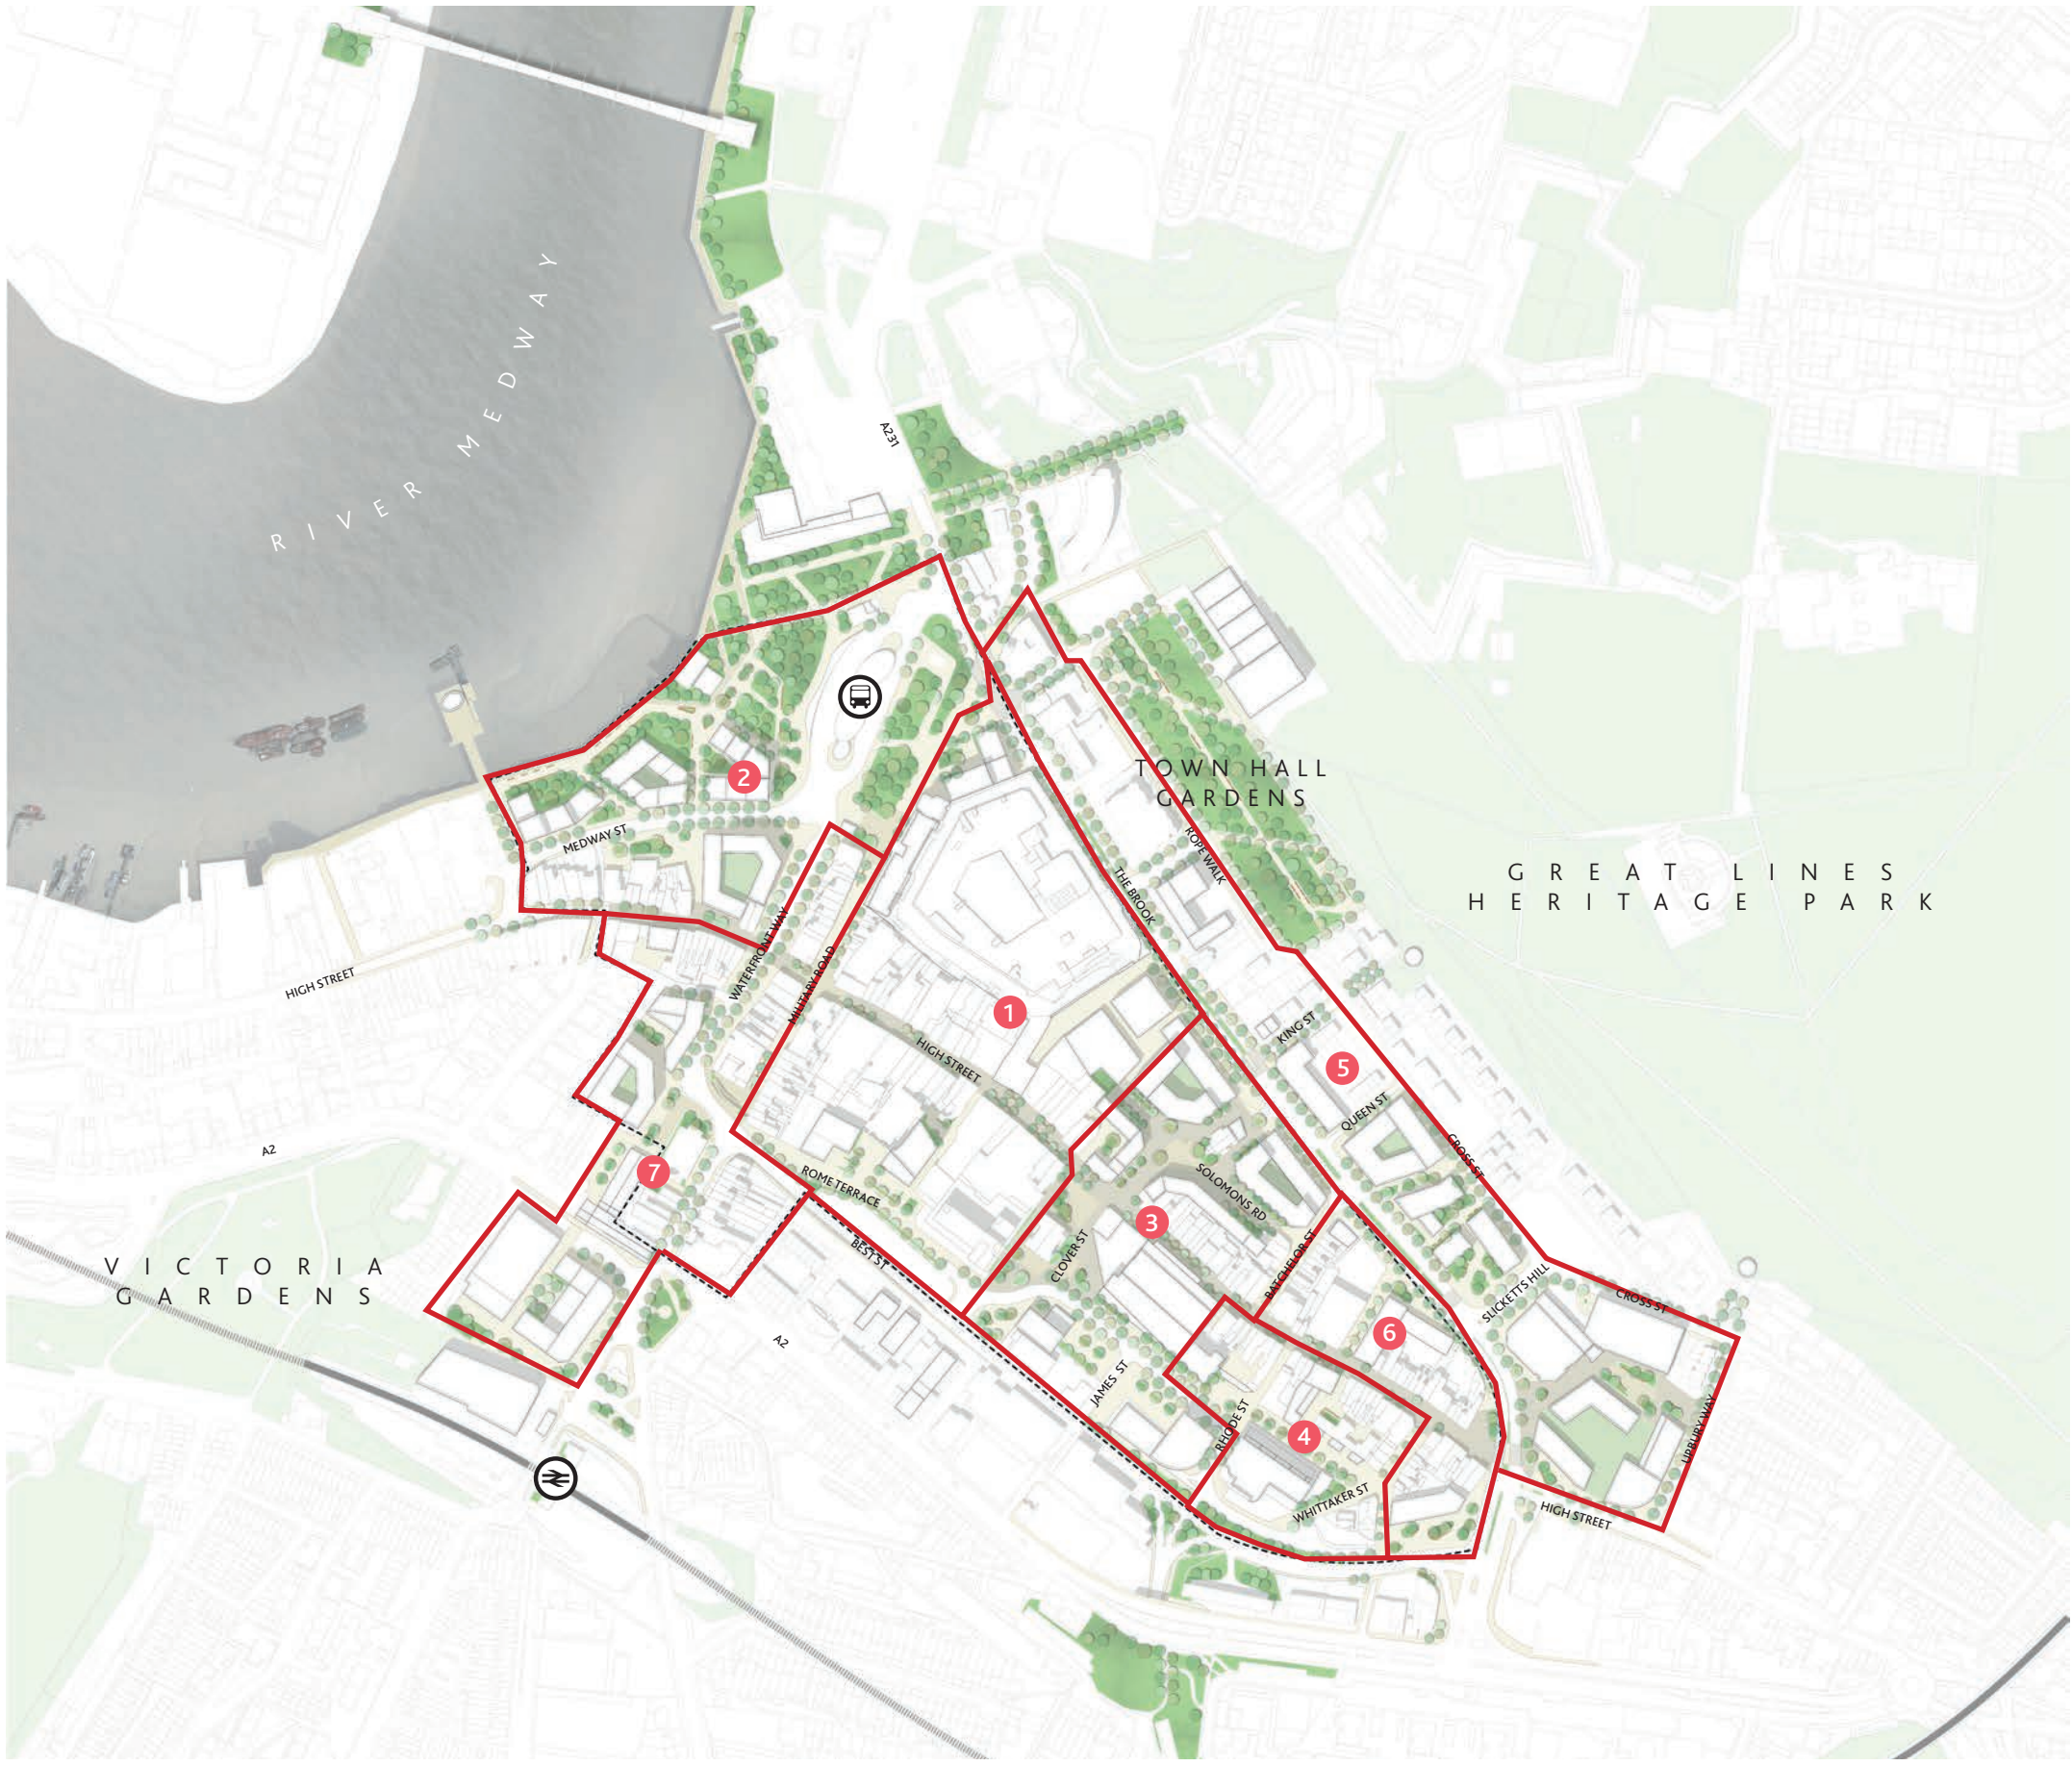 RIVER MEDWAY
A231
TOWN HALL
GARDENS
ROPE WALK
2
MEDWAY ST
THE BROOK
GREAT LINES
HERITAGE PARK
WATERFRONT WAY
MILITARY ROAD
HIGH STREET
1
HIGH STREET
KING ST
5
QUEEN ST
CROSS ST
A2
7
ROME TERRACE
SOLOMONS RD
3
CLOVER ST
BEST ST
BATCHELOR ST
VICTORIA
GARDENS
SLICKETTS HILL
CROSS ST
A2
6
JAMES ST
RHODE ST
4
UPBURY WAY
WHITTAKER ST
HIGH STREET